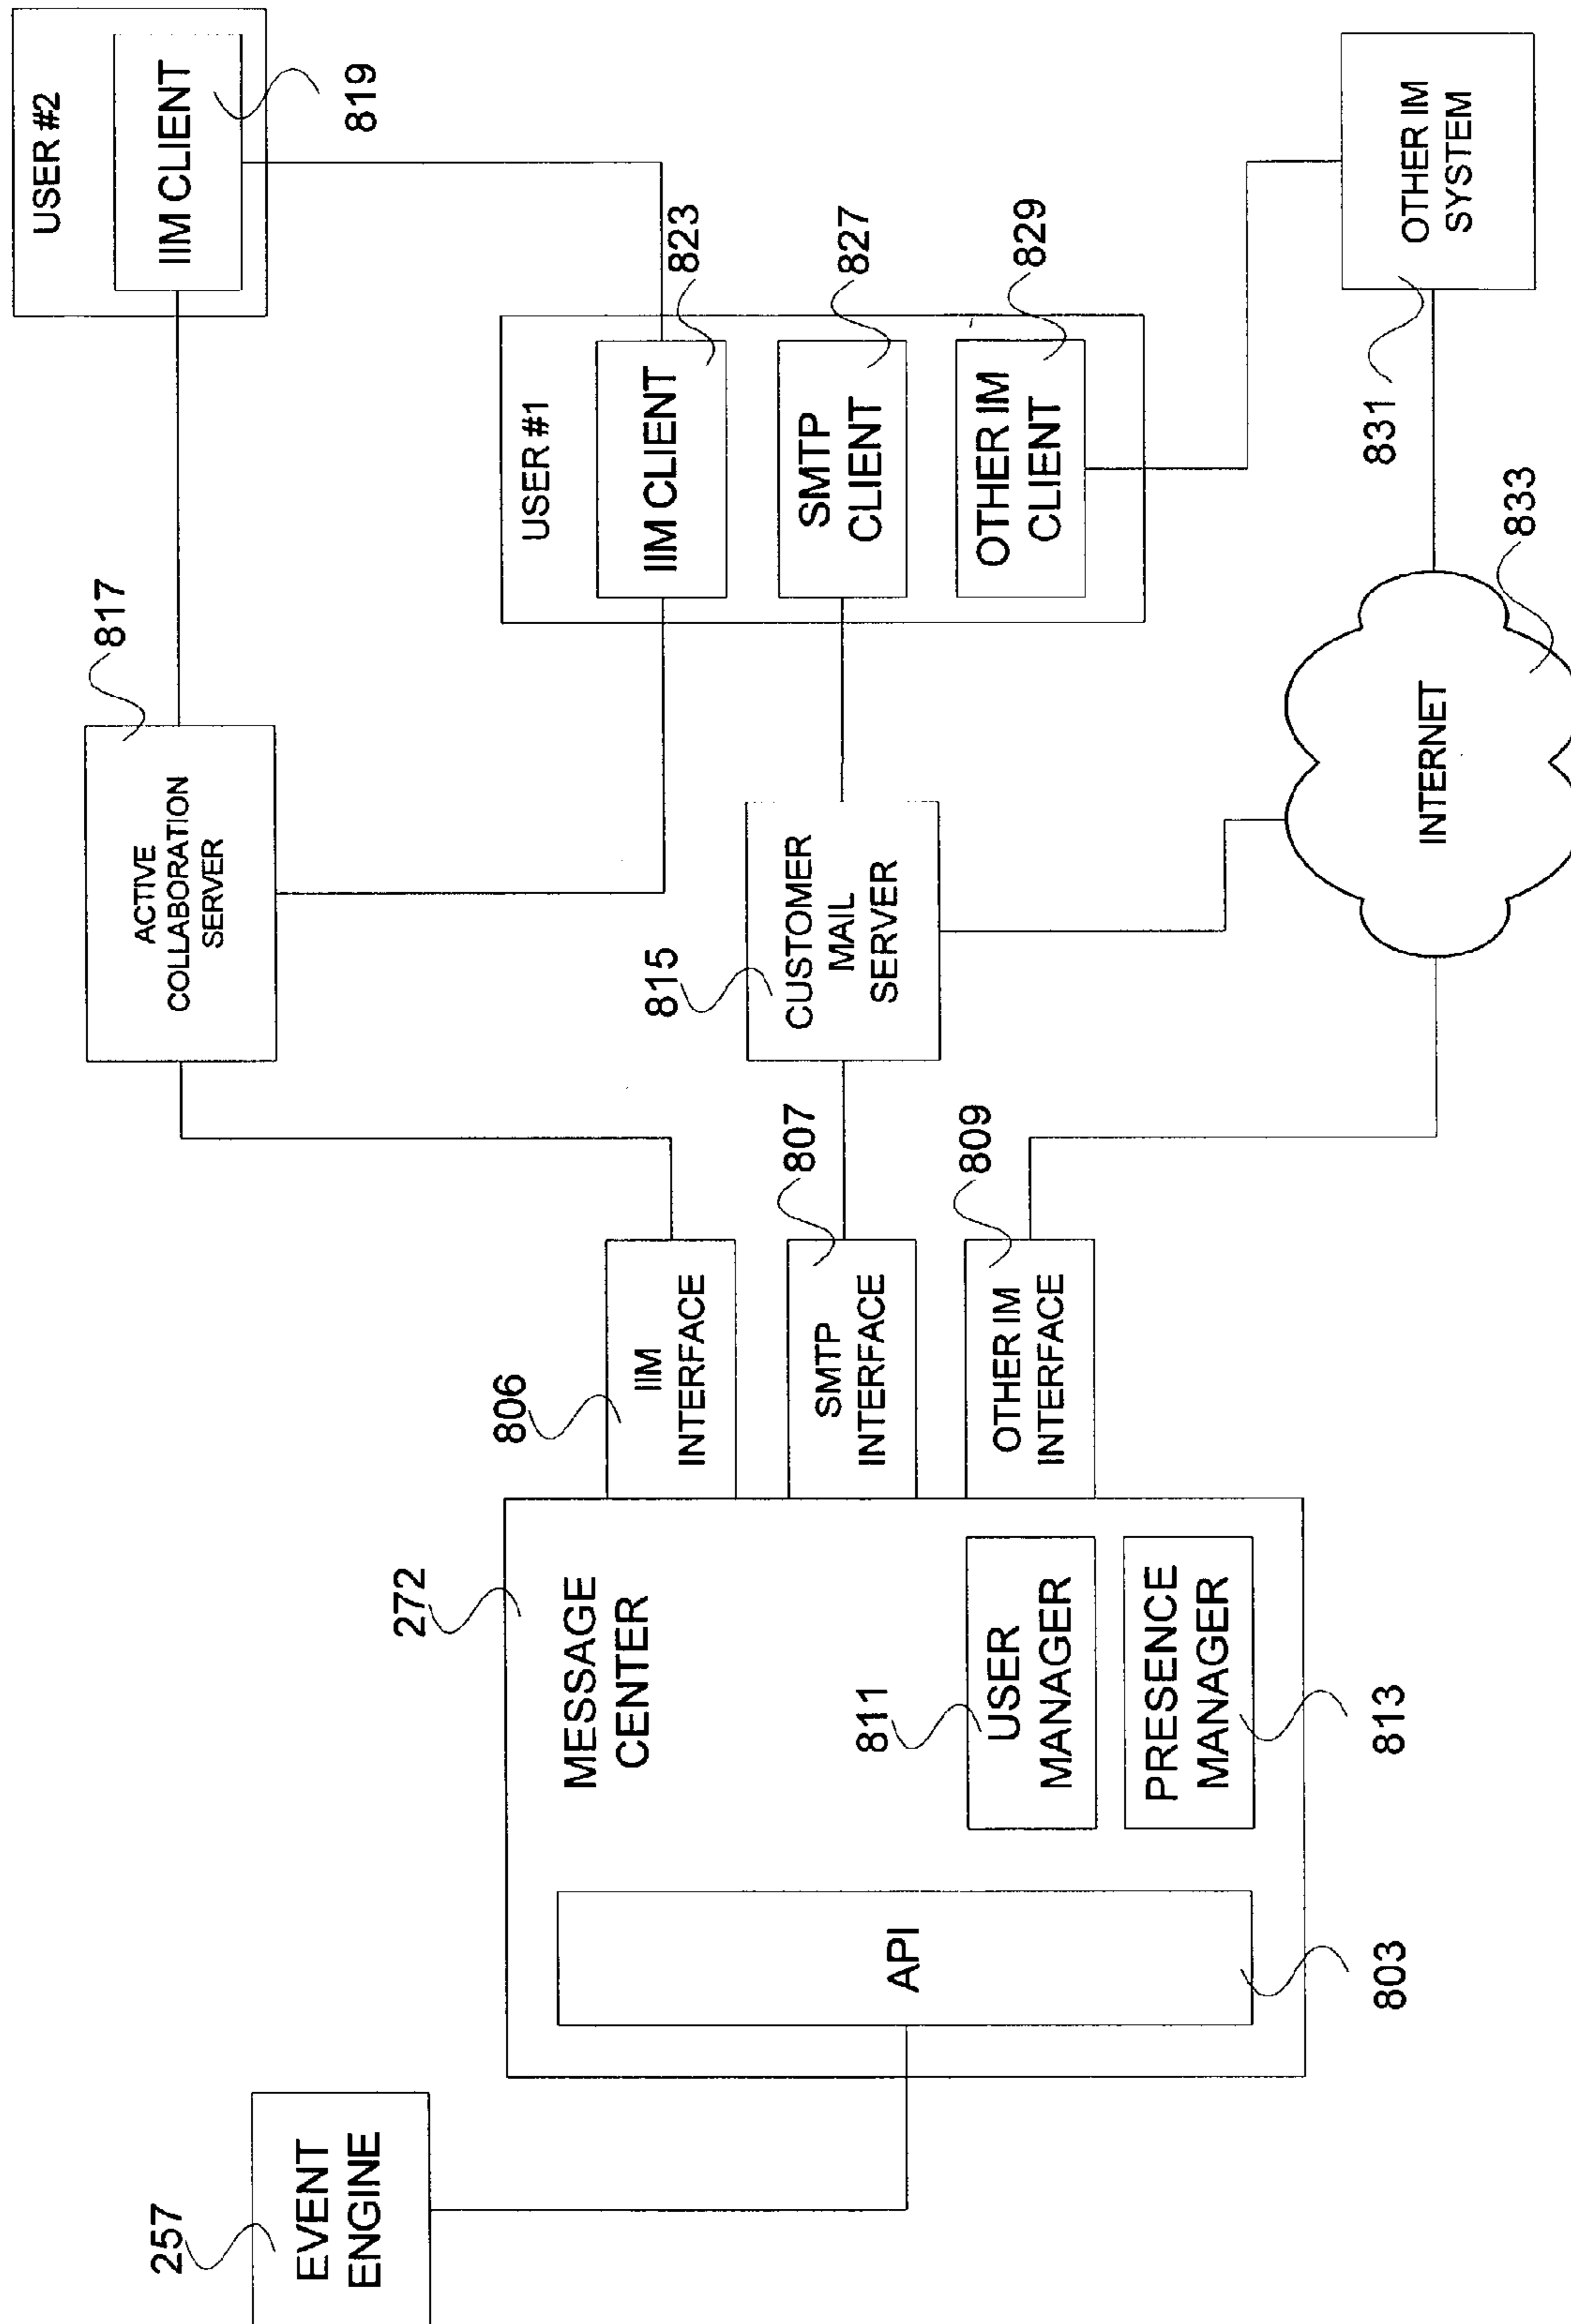 257
EVENT
ENGINE
272
MESSAGE
CENTER
API
803
811
USER
MANAGER
PRESENCE
MANAGER
813
806
IIM
INTERFACE
SMTP
INTERFACE
807
OTHER IM
INTERFACE
809
ACTIVE
COLLABORATION
SERVER
817
815
CUSTOMER
MAIL
SERVER
INTERNET
833
USER #1
IIM CLIENT
823
SMTP
CLIENT
827
OTHER IM
CLIENT
829
USER #2
IIM CLIENT
819
OTHER IM
SYSTEM
831